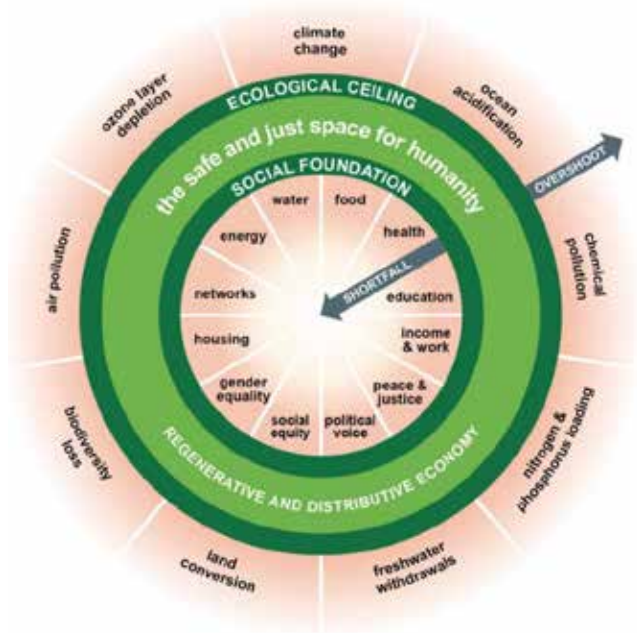 climate
change
ocean
acidification
chemical
pollution
nitrogen &
phosphorus loading
freshwater
withdrawals
land
conversion
biodiversity
loss
air pollution
ozone layer
depletion
ECOLOGICAL CEILING
the safe and just space for humanity
SOCIAL FOUNDATION
OVERSHOOT
SHORTFALL
water
food
health
education
income
& work
peace &
justice
political
voice
social
equity
gender
equality
housing
networks
energy
REGENERATIVE AND DISTRIBUTIVE ECONOMY